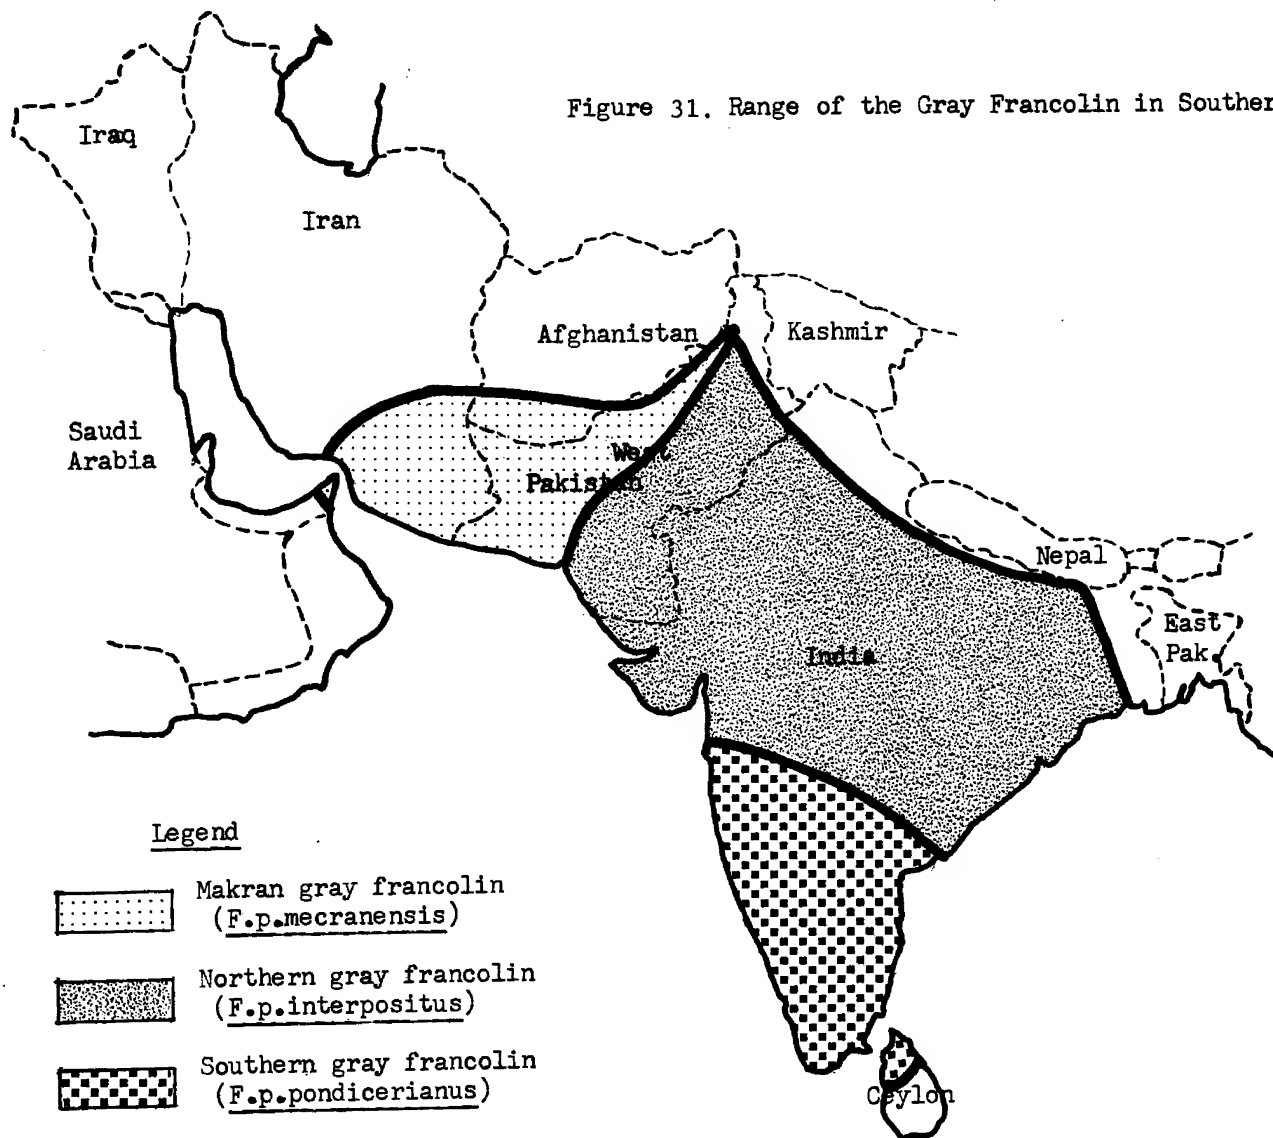 Figure 31. Range of the Gray Francolin in Souther
Iraq
Iran
Afghanistan
Kashmir
Saudi
Arabia
West
Pakistan
Nepal
East
Pak.
India
Legend
Makran gray francolin
(F.p.mecranensis)
Northern gray francolin
(F.p.interpositus)
Southern gray francolin
(F.p.pondicerianus)
Ceylon